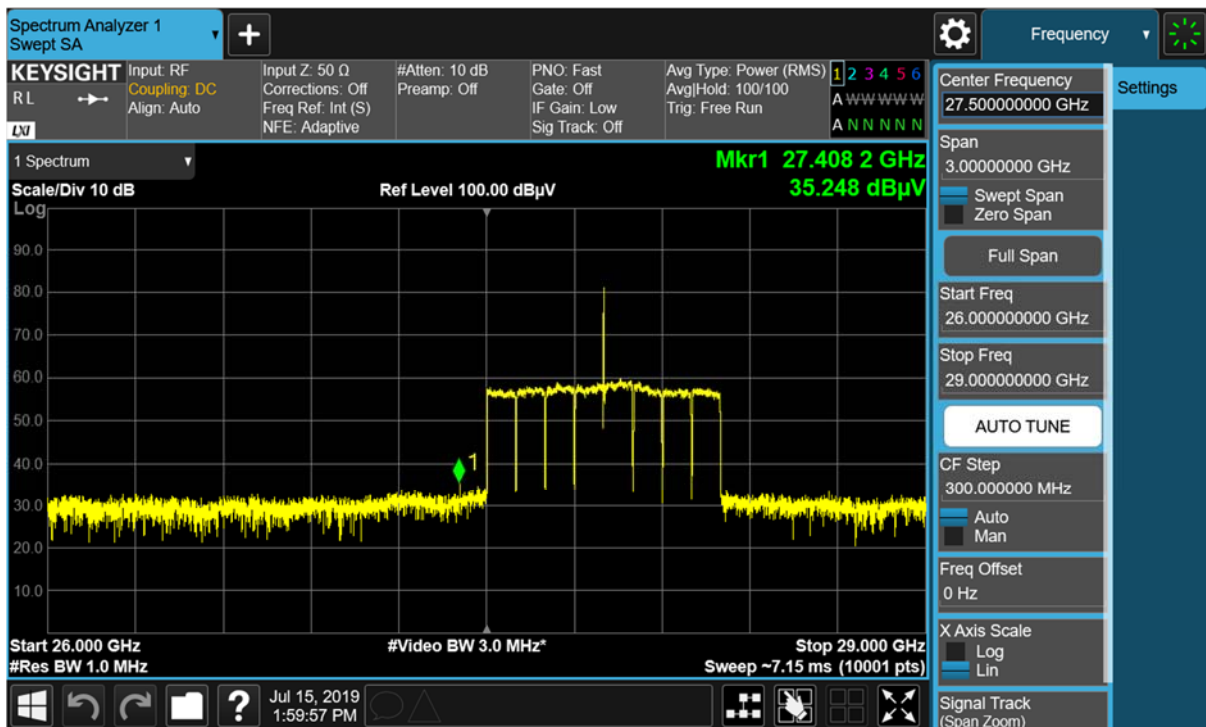 Spectrum Analyzer 1
Swept SA
Frequency
KEYSIGHT
R L
LXI
Input: RF
Coupling: DC
Align: Auto
Input Z: 50 Ω
Corrections: Off
Freq Ref: Int (S)
NFE: Adaptive
#Atten: 10 dB
Preamp: Off
PNO: Fast
Gate: Off
IF Gain: Low
Sig Track: Off
Avg Type: Power (RMS)
Avg|Hold: 100/100
Trig: Free Run
1 2 3 4 5 6
A W W W W W
A N N N N N
1 Spectrum
Scale/Div 10 dB
Ref Level 100.00 dBµV
Mkr1 27.408 2 GHz
35.248 dBµV
Log
90.0
80.0
70.0
60.0
50.0
40.0
30.0
20.0
10.0
1
Start 26.000 GHz
#Res BW 1.0 MHz
#Video BW 3.0 MHz*
Stop 29.000 GHz
Sweep ~7.15 ms (10001 pts)
Jul 15, 2019
1:59:57 PM
Center Frequency
27.500000000 GHz
Settings
Span
3.00000000 GHz
Swept Span
Zero Span
Full Span
Start Freq
26.000000000 GHz
Stop Freq
29.000000000 GHz
AUTO TUNE
CF Step
300.000000 MHz
Auto
Man
Freq Offset
0 Hz
X Axis Scale
Log
Lin
Signal Track
(Span Zoom)